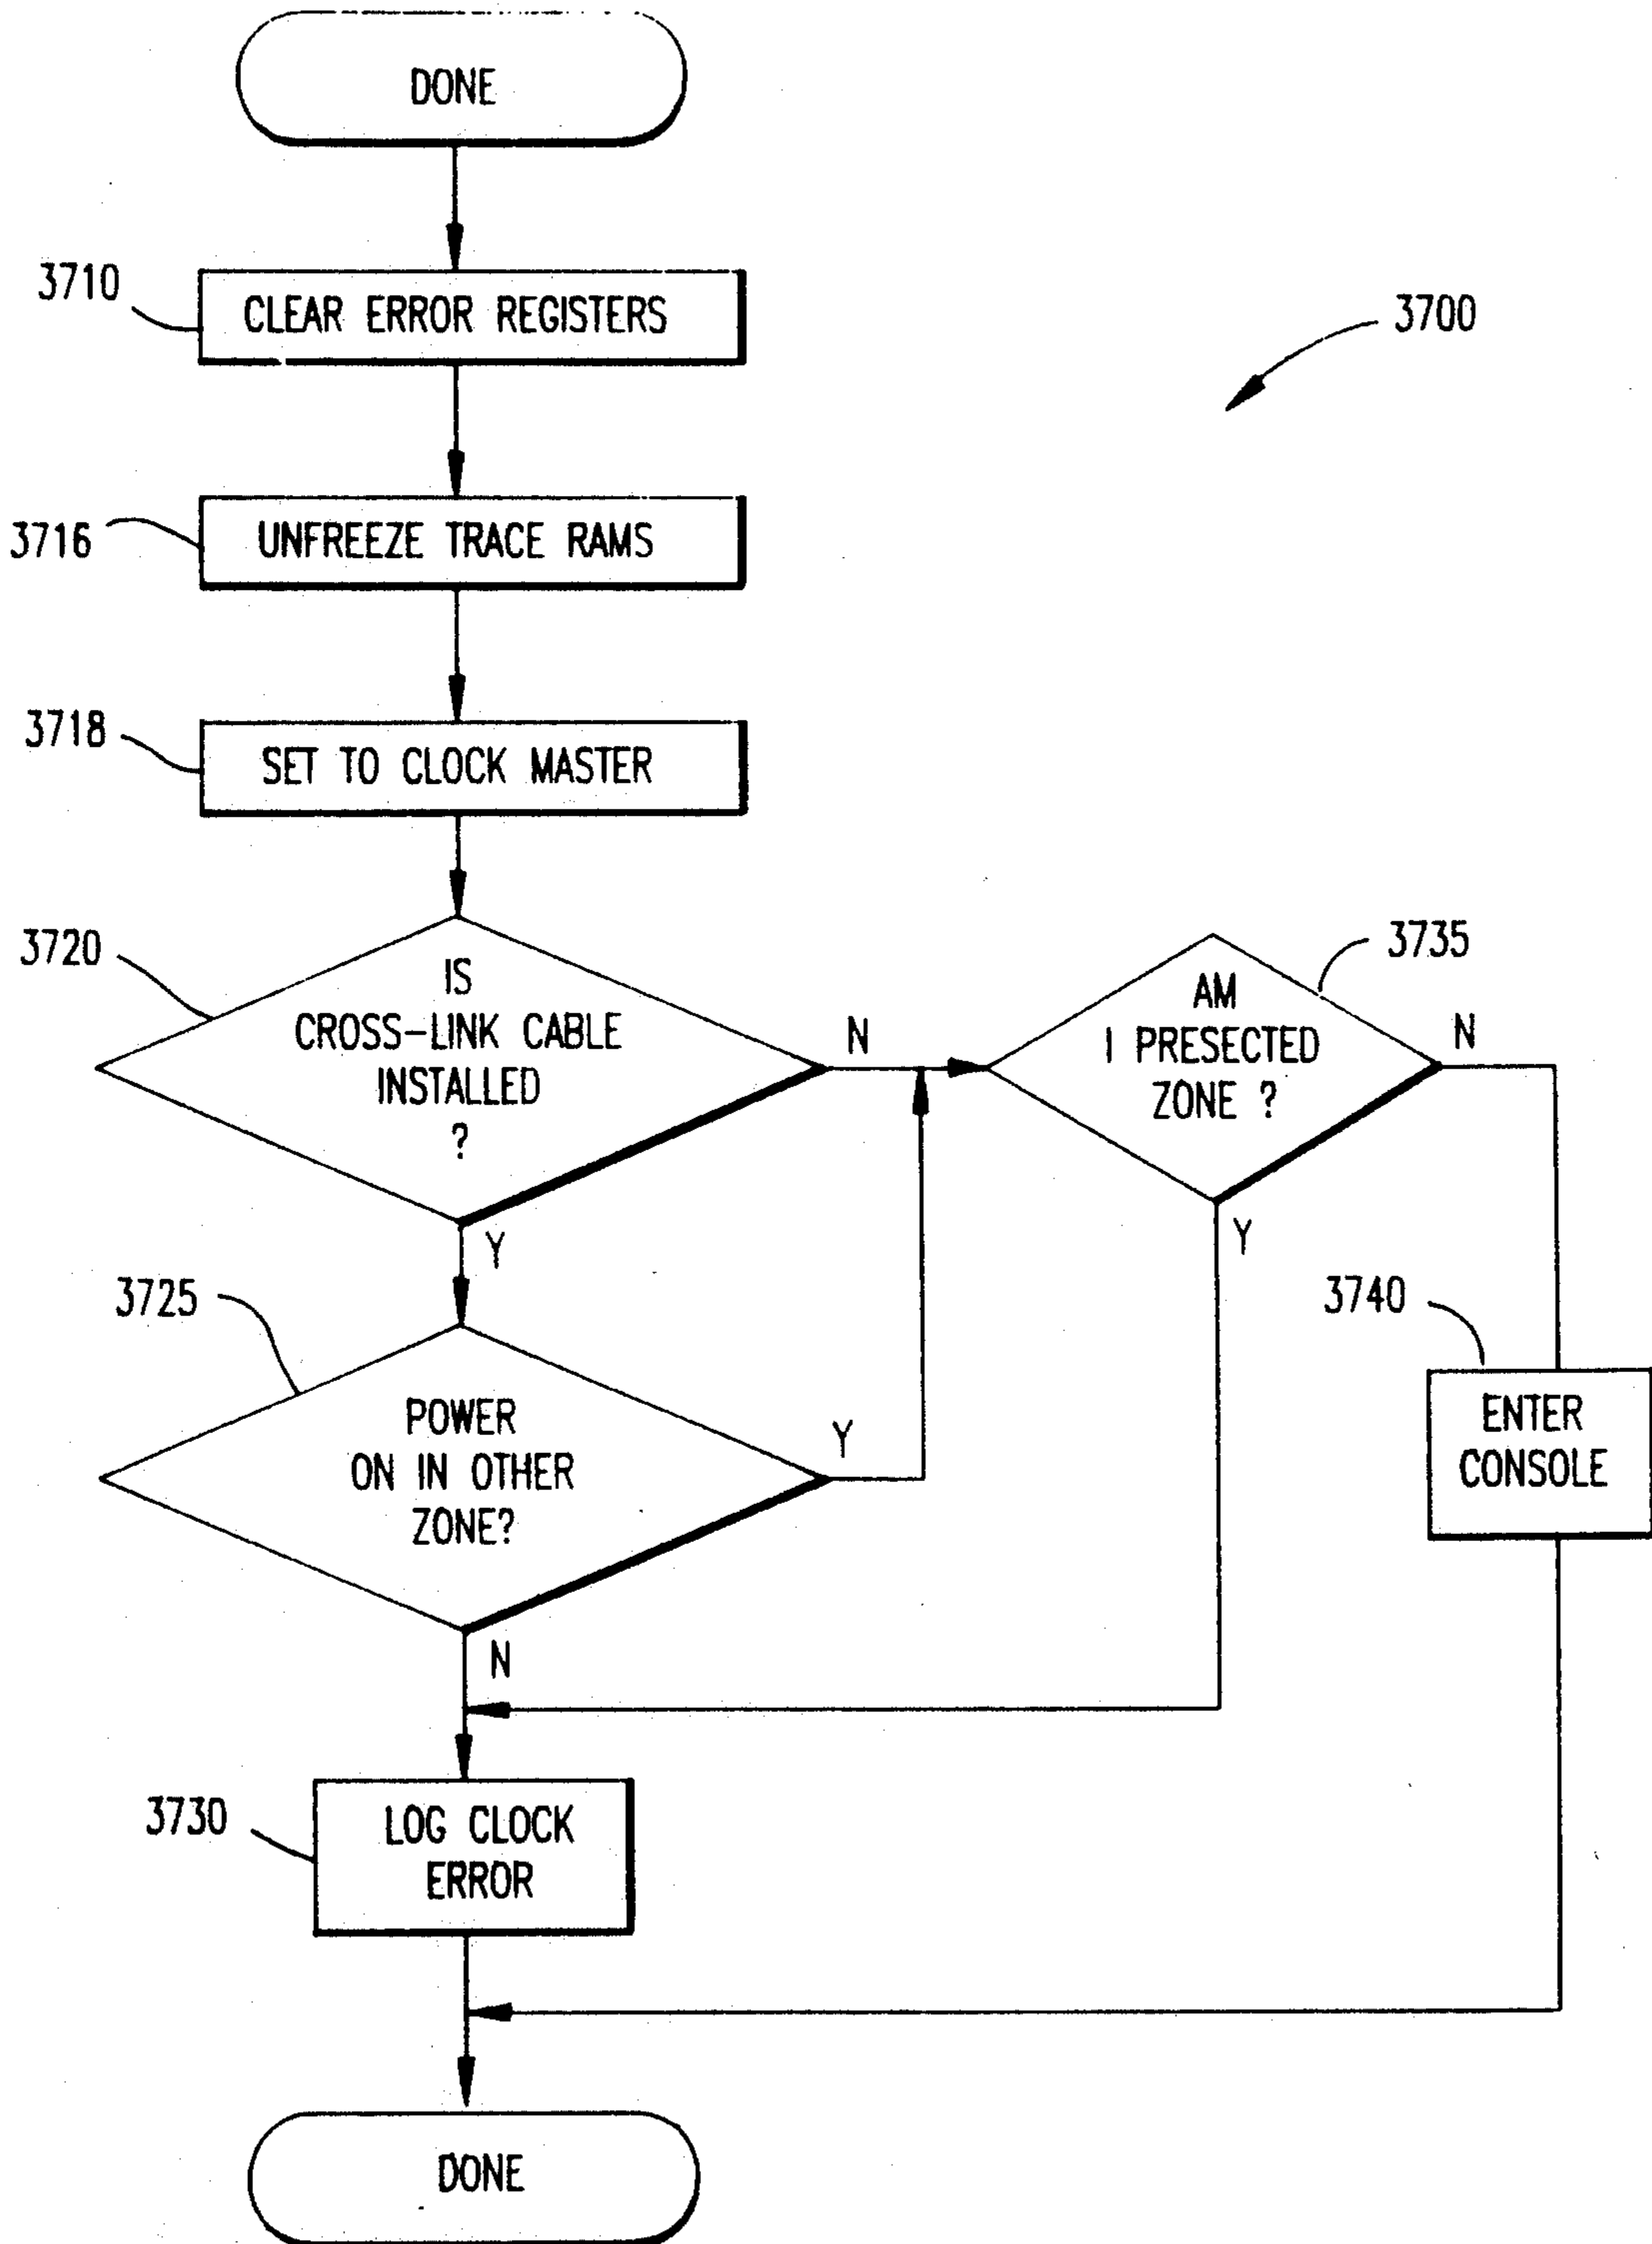 DONE
3710
CLEAR ERROR REGISTERS
3700
3716
UNFREEZE TRACE RAMS
3718
SET TO CLOCK MASTER
3720
IS
CROSS-LINK CABLE
INSTALLED
?
N
Y
3735
AM
I PRESECTED
ZONE ?
N
Y
3725
POWER
ON IN OTHER
ZONE?
Y
N
3740
ENTER
CONSOLE
3730
LOG CLOCK
ERROR
DONE